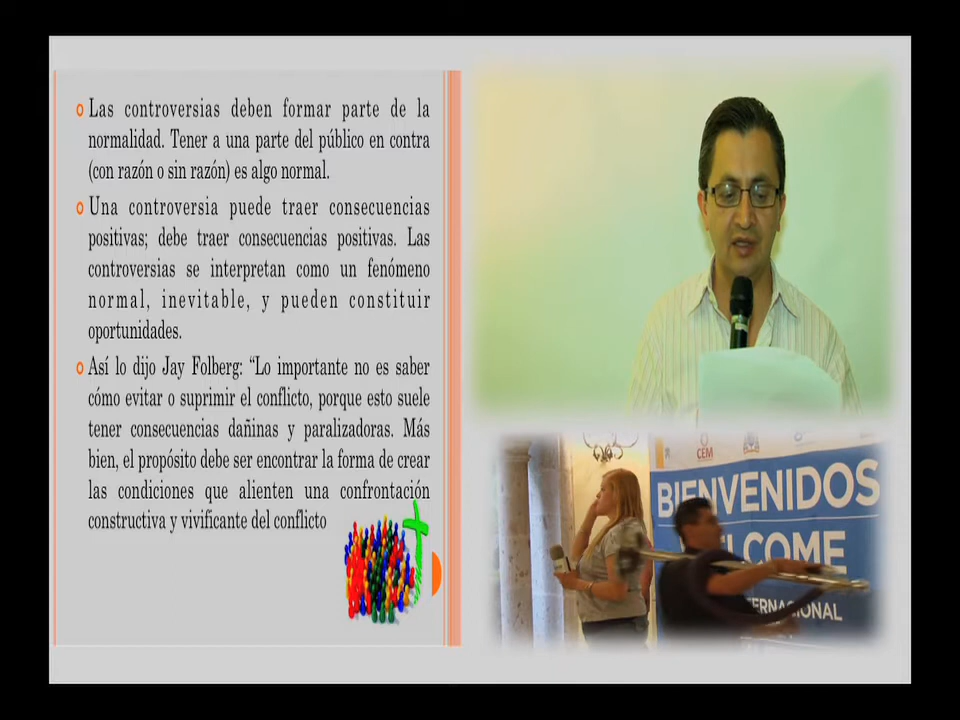 Las controversias deben formar parte de la
normalidad. Tener a una parte del público en contra
(con razón o sin razón) es algo normal.
Una controversia puede traer consecuencias
positivas; debe traer consecuencias positivas. Las
controversias se interpretan como un fenómeno
normal, inevitable, y pueden constituir
oportunidades.
Así lo dijo Jay Folberg: “Lo importante no es saber
cómo evitar o suprimir el conflicto, porque esto suele
tener consecuencias dañinas y paralizadoras. Más
bien, el propósito debe ser encontrar la forma de crear
las condiciones que alienten una confrontación
constructiva y vivificante del conflicto
CEM
BIENVENIDOS
WELCOME